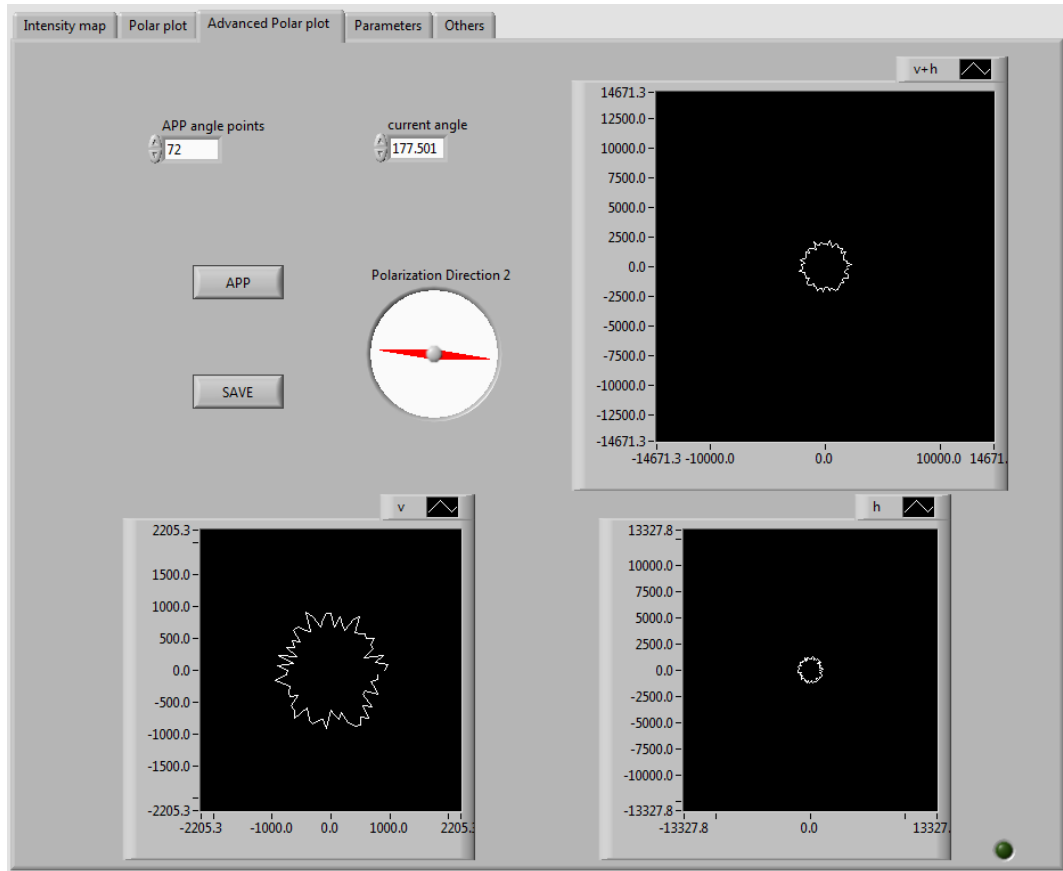 Intensity map Polar plot Advanced Polar plot Parameters Others
APP angle points
72
current angle
177.501
APP
SAVE
Polarization Direction 2
v+h
14671.3
12500.0
10000.0
7500.0
5000.0
2500.0
0.0
-2500.0
-5000.0
-7500.0
-10000.0
-12500.0
-14671.3
-14671.3 -10000.0 0.0 10000.0 14671.
v
2205.3
1500.0
1000.0
500.0
0.0
-500.0
-1000.0
-1500.0
-2205.3
-2205.3 -1000.0 0.0 1000.0 2205.
h
13327.8
10000.0
7500.0
5000.0
2500.0
0.0
-2500.0
-5000.0
-7500.0
-10000.0
-13327.8
-13327.8 0.0 13327.